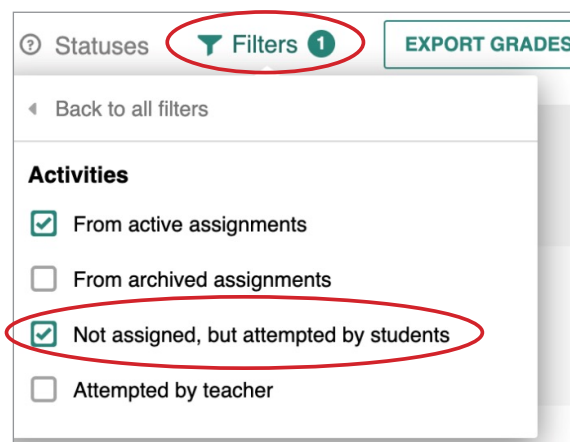 ? Statuses Filters 1 EXPORT GRADES
Back to all filters
Activities
From active assignments
From archived assignments
Not assigned, but attempted by students
Attempted by teacher